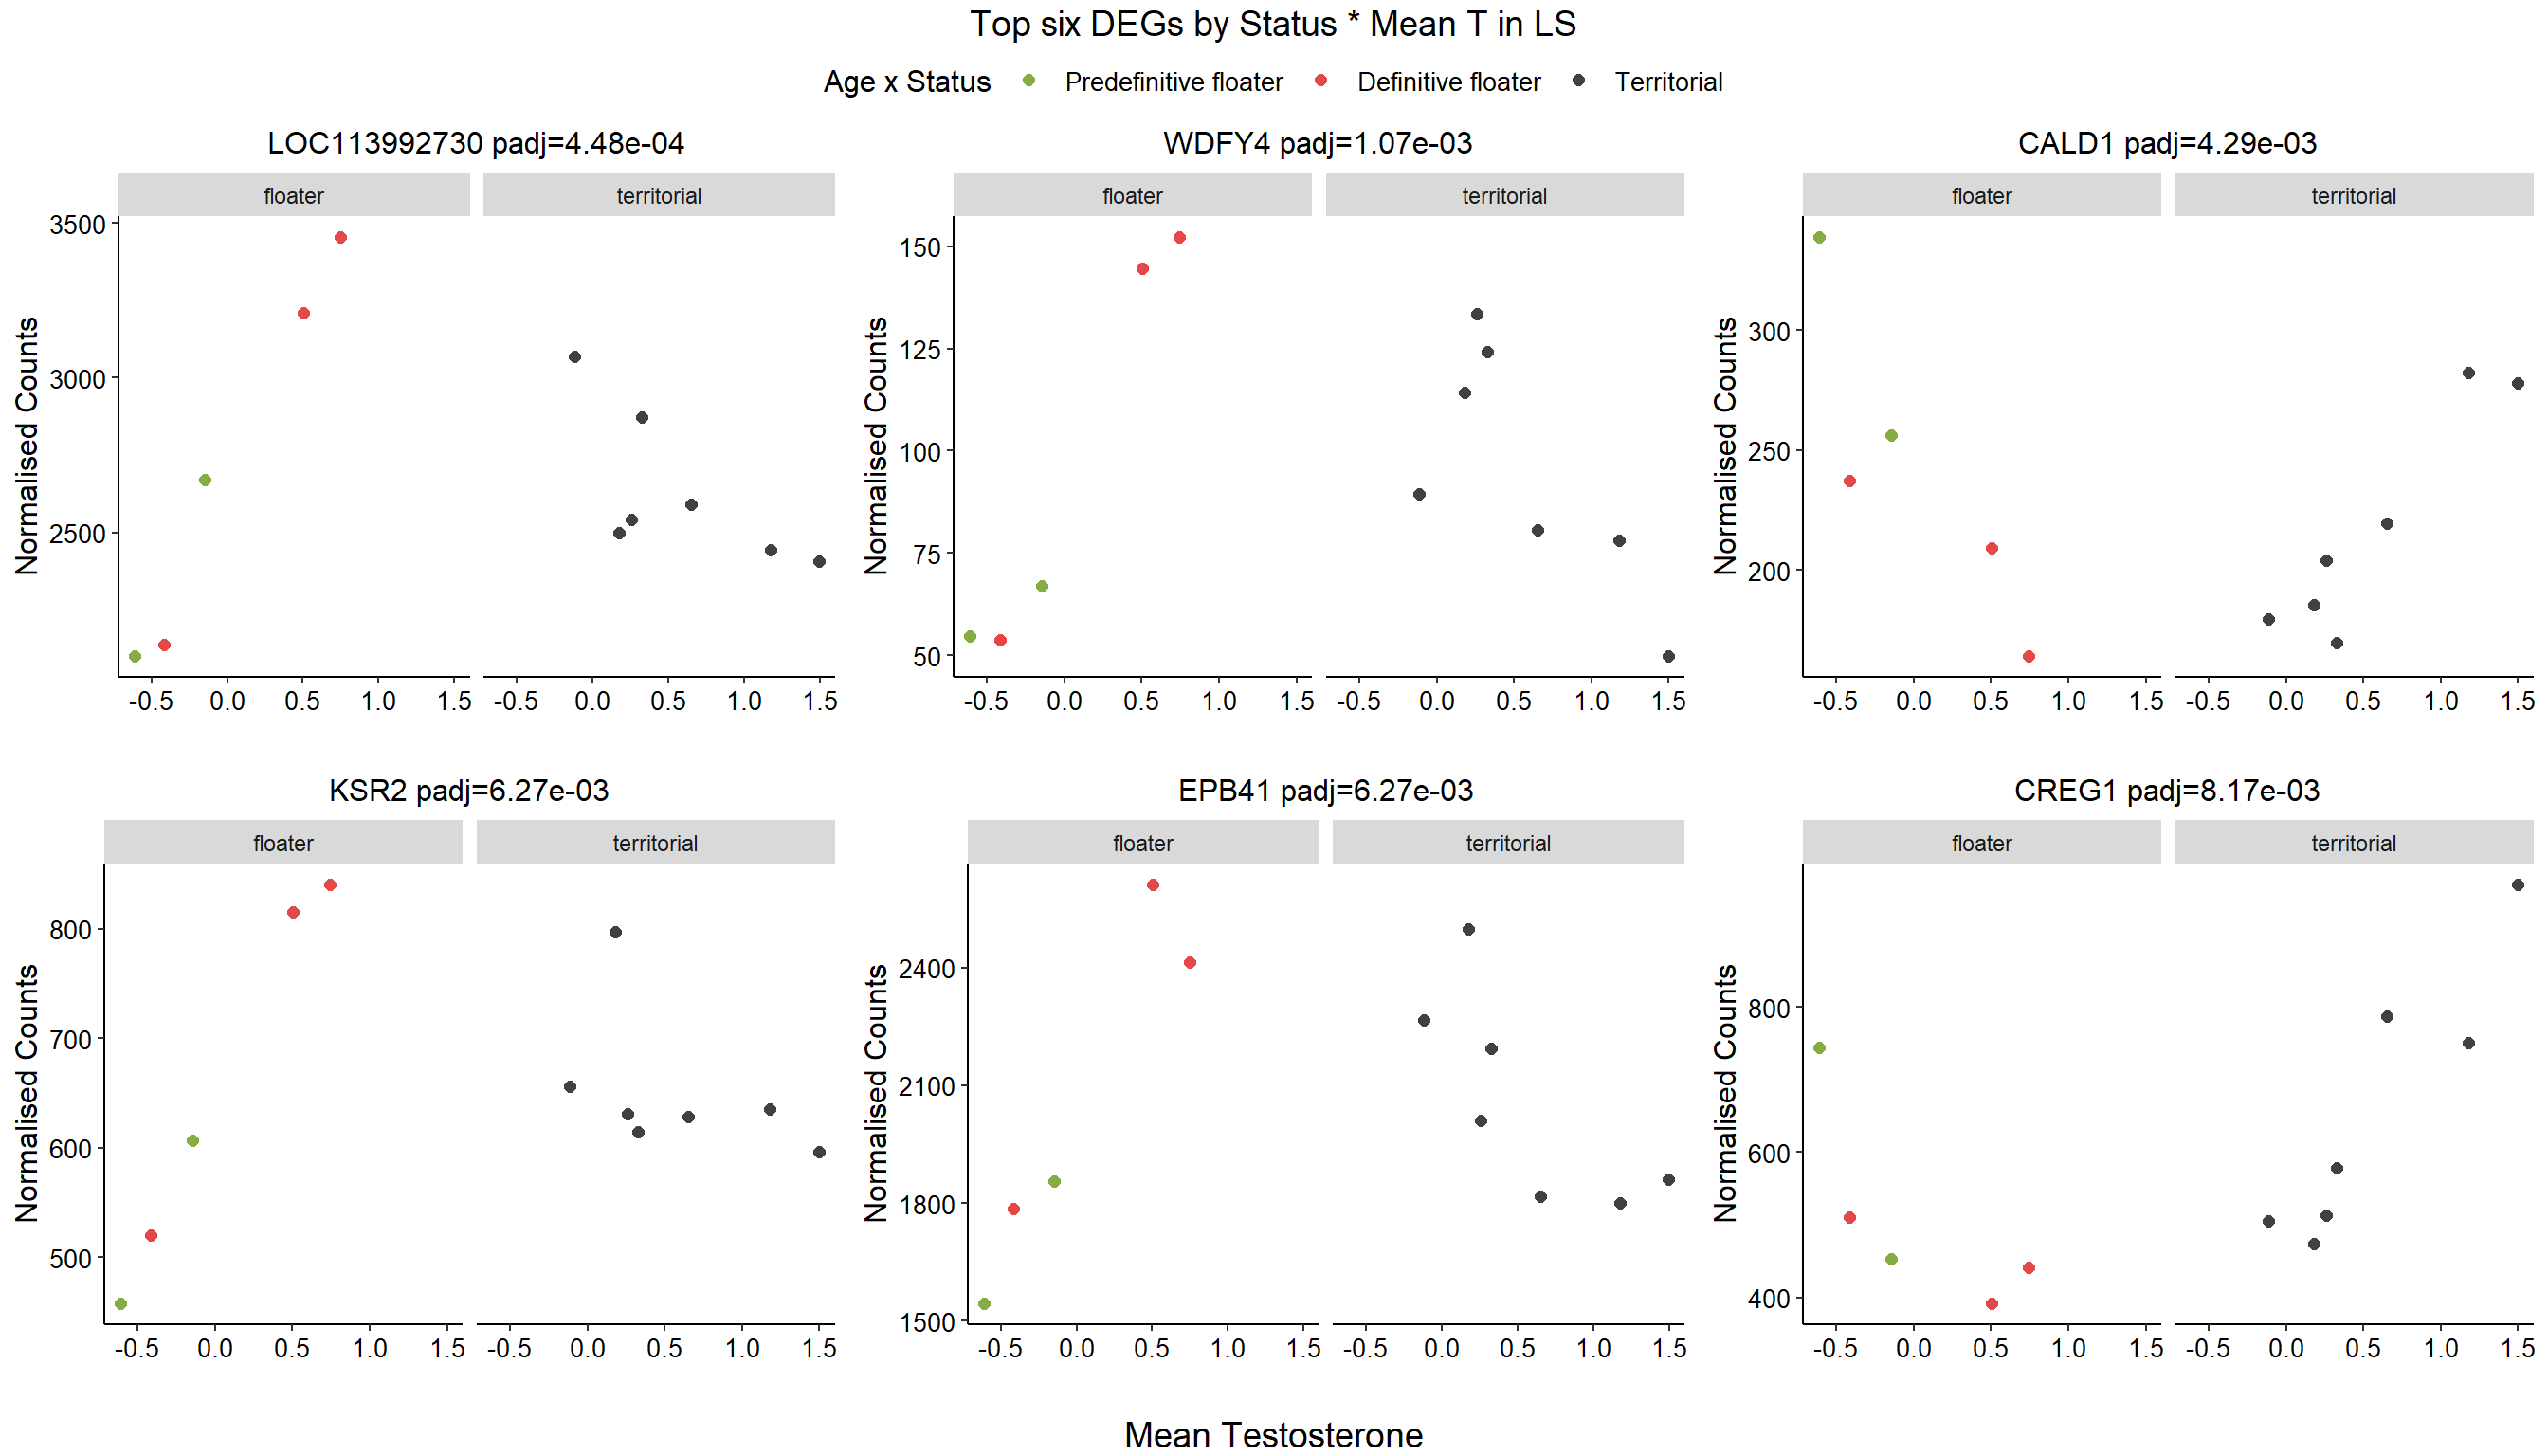 Top six DEGs by Status * Mean T in LS
Age x Status Predefinitive floater Definitive floater Territorial
LOC113992730 padj=4.48e-04
floater territorial
Normalised Counts
3500
3000
2500
-0.5 0.0 0.5 1.0 1.5 -0.5 0.0 0.5 1.0 1.5
WDFY4 padj=1.07e-03
floater territorial
Normalised Counts
150
125
100
75
50
-0.5 0.0 0.5 1.0 1.5 -0.5 0.0 0.5 1.0 1.5
CALD1 padj=4.29e-03
floater territorial
Normalised Counts
300
250
200
-0.5 0.0 0.5 1.0 1.5 -0.5 0.0 0.5 1.0 1.5
KSR2 padj=6.27e-03
floater territorial
Normalised Counts
800
700
600
500
-0.5 0.0 0.5 1.0 1.5 -0.5 0.0 0.5 1.0 1.5
EPB41 padj=6.27e-03
floater territorial
Normalised Counts
2400
2100
1800
1500
-0.5 0.0 0.5 1.0 1.5 -0.5 0.0 0.5 1.0 1.5
CREG1 padj=8.17e-03
floater territorial
Normalised Counts
800
600
400
-0.5 0.0 0.5 1.0 1.5 -0.5 0.0 0.5 1.0 1.5
Mean Testosterone